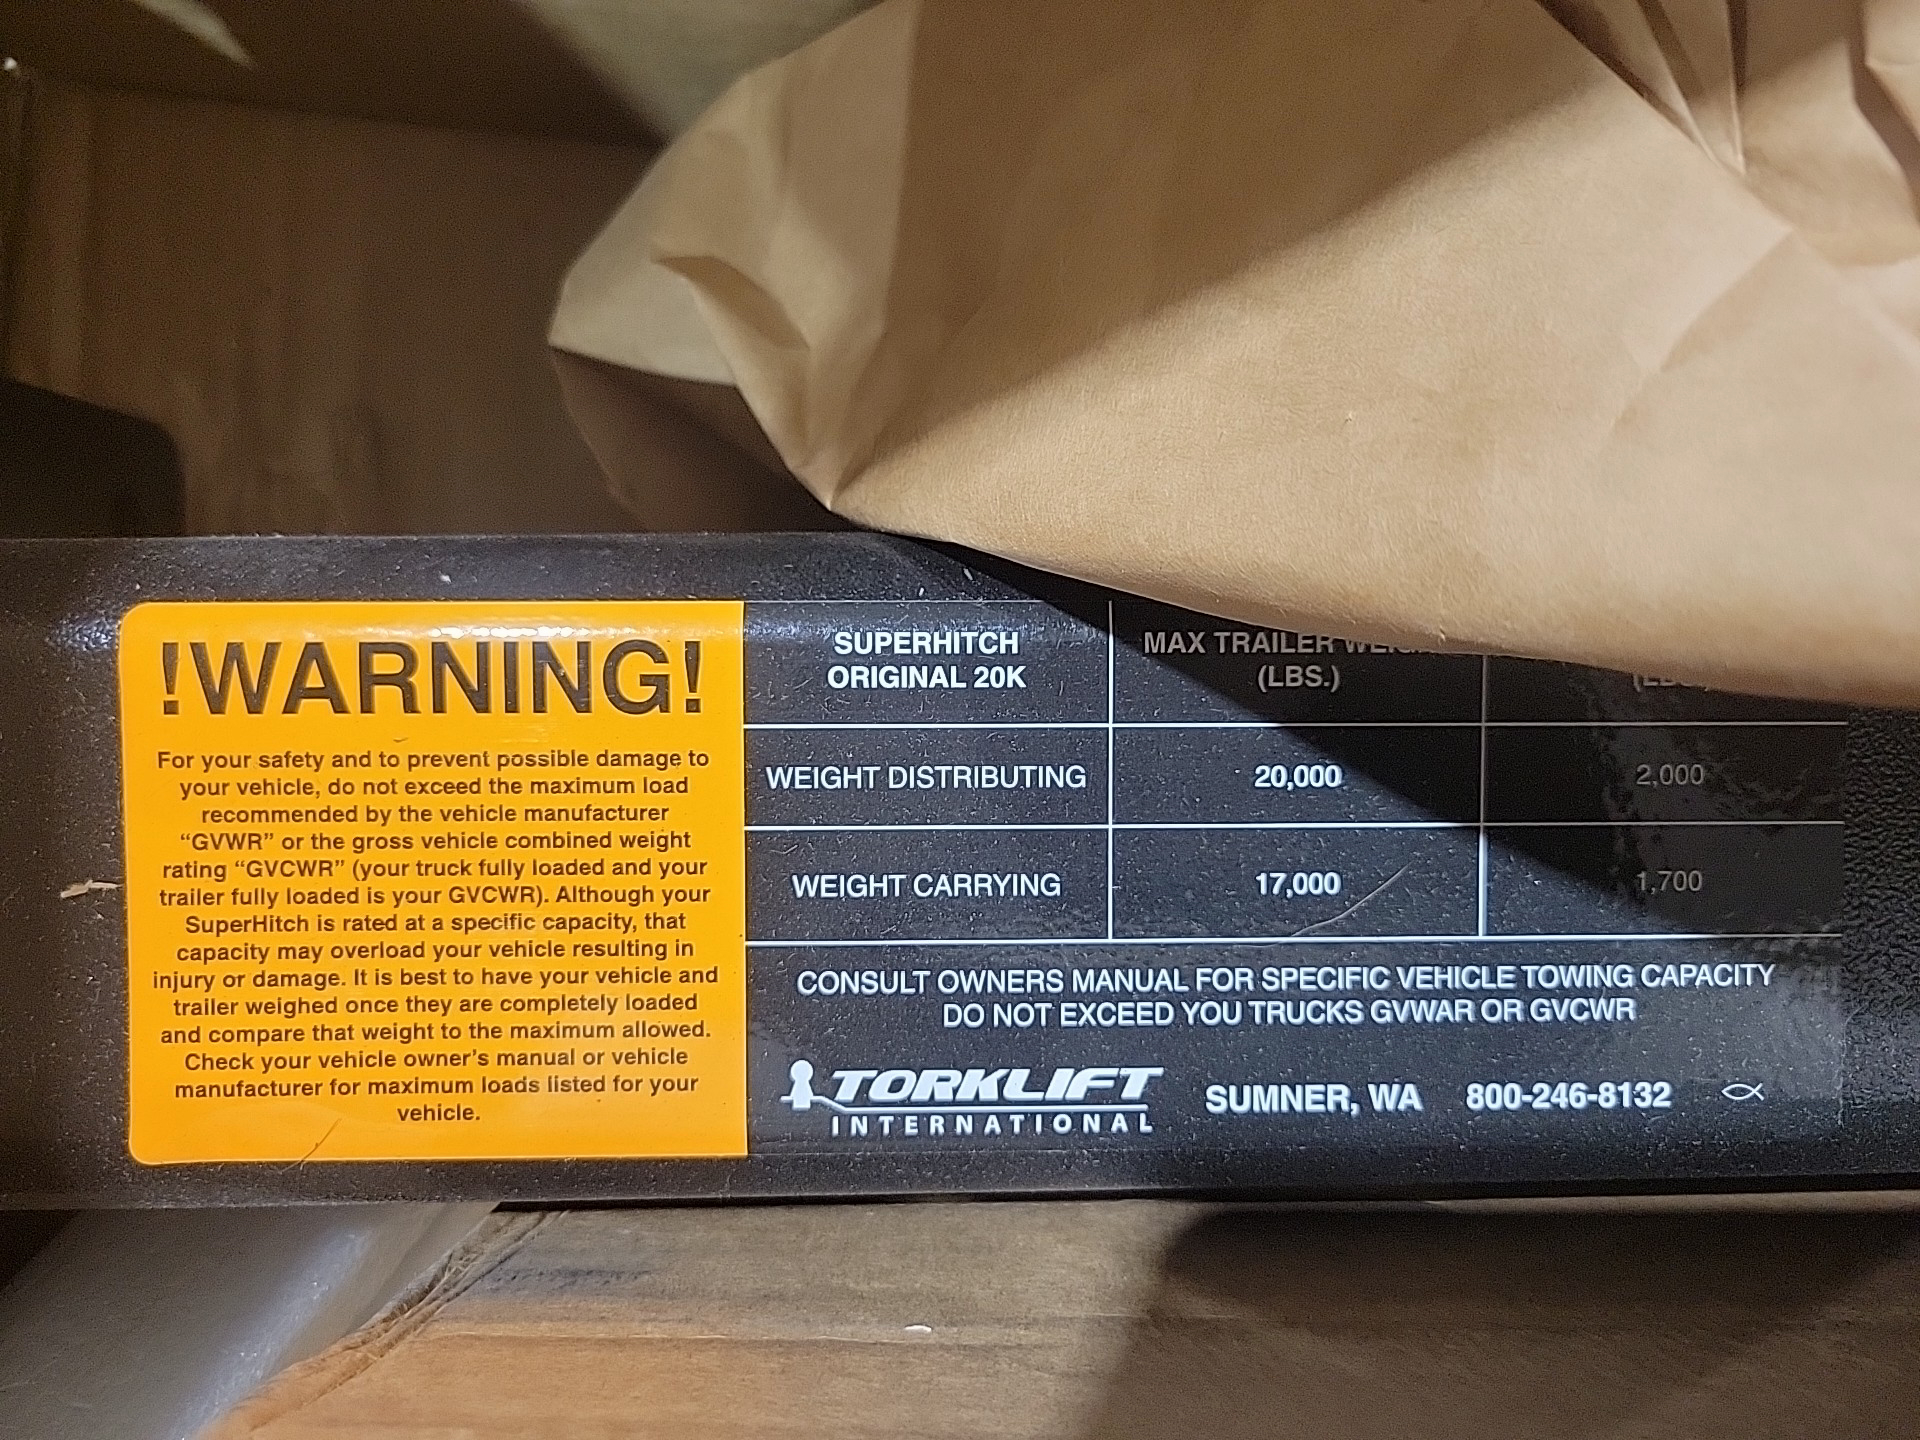 !WARNING!
For your safety and to prevent possible damage to
your vehicle, do not exceed the maximum load
recommended by the vehicle manufacturer
“GVWR” or the gross vehicle combined weight
rating “GVCWR” (your truck fully loaded and your
trailer fully loaded is your GVCWR). Although your
SuperHitch is rated at a specific capacity, that
capacity may overload your vehicle resulting in
injury or damage. It is best to have your vehicle and
trailer weighed once they are completely loaded
and compare that weight to the maximum allowed.
Check your vehicle owner's manual or vehicle
manufacturer for maximum loads listed for your
vehicle.
SUPERHITCH
ORIGINAL 20K
MAX TRAILER
(LBS.)
(LBS.)
WEIGHT DISTRIBUTING 20,000 2,000
WEIGHT CARRYING 17,000 1,700
CONSULT OWNERS MANUAL FOR SPECIFIC VEHICLE TOWING CAPACITY
DO NOT EXCEED YOU TRUCKS GVWAR OR GVCWR
TORKLIFT
INTERNATIONAL
SUMNER, WA 800-246-8132